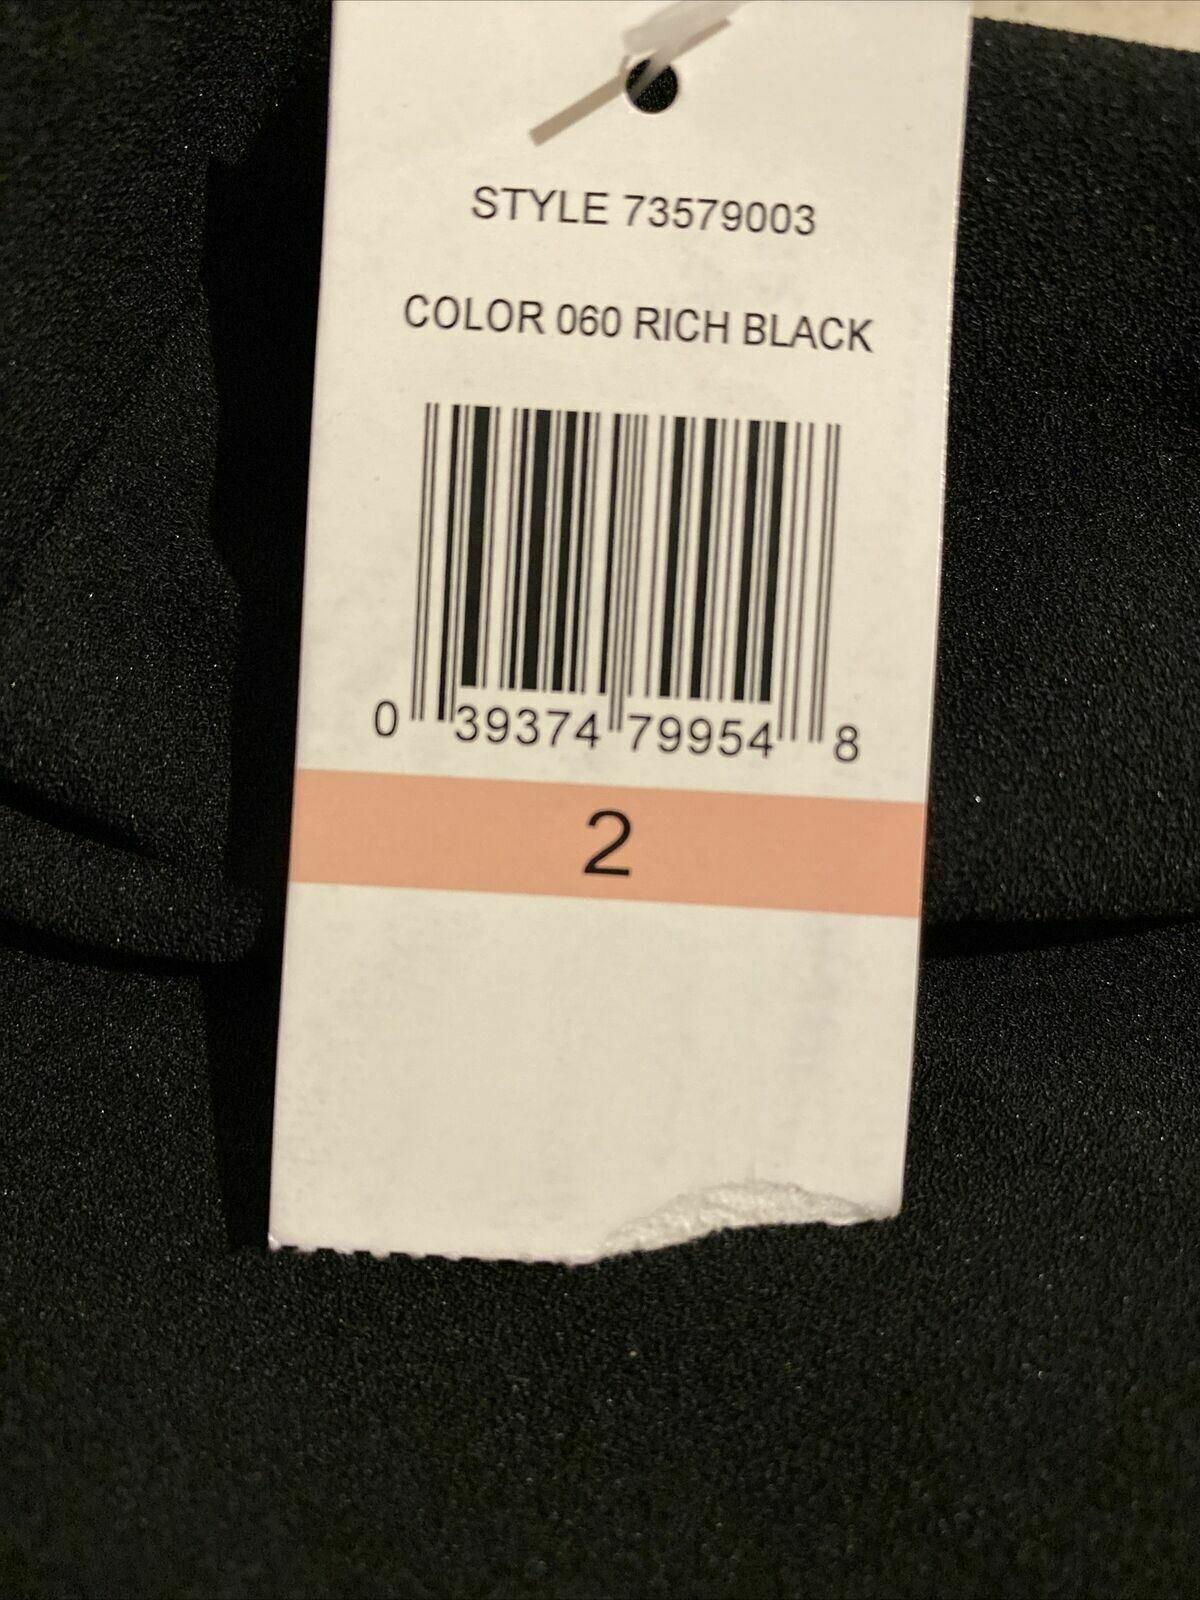 STYLE 73579003
COLOR 060 RICH BLACK
0 39374 79954 8
2